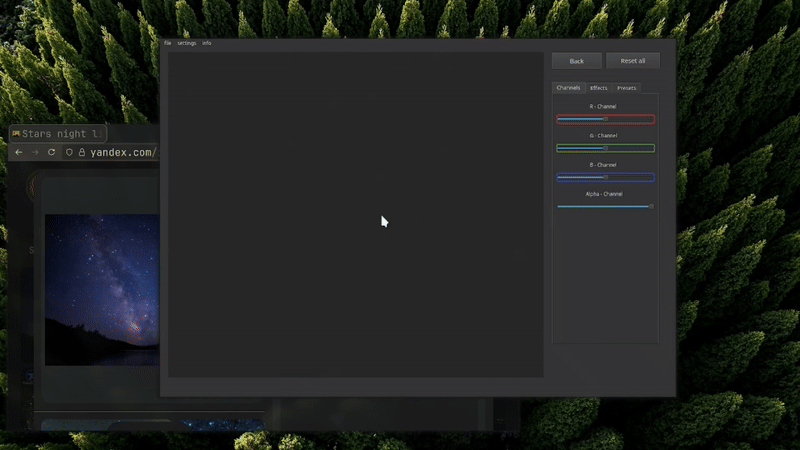 file settings info
Back Reset all
Channels Effects Presets
R - Channel
G - Channel
B - Channel
Alpha - Channel
Stars night l
yandex.com/